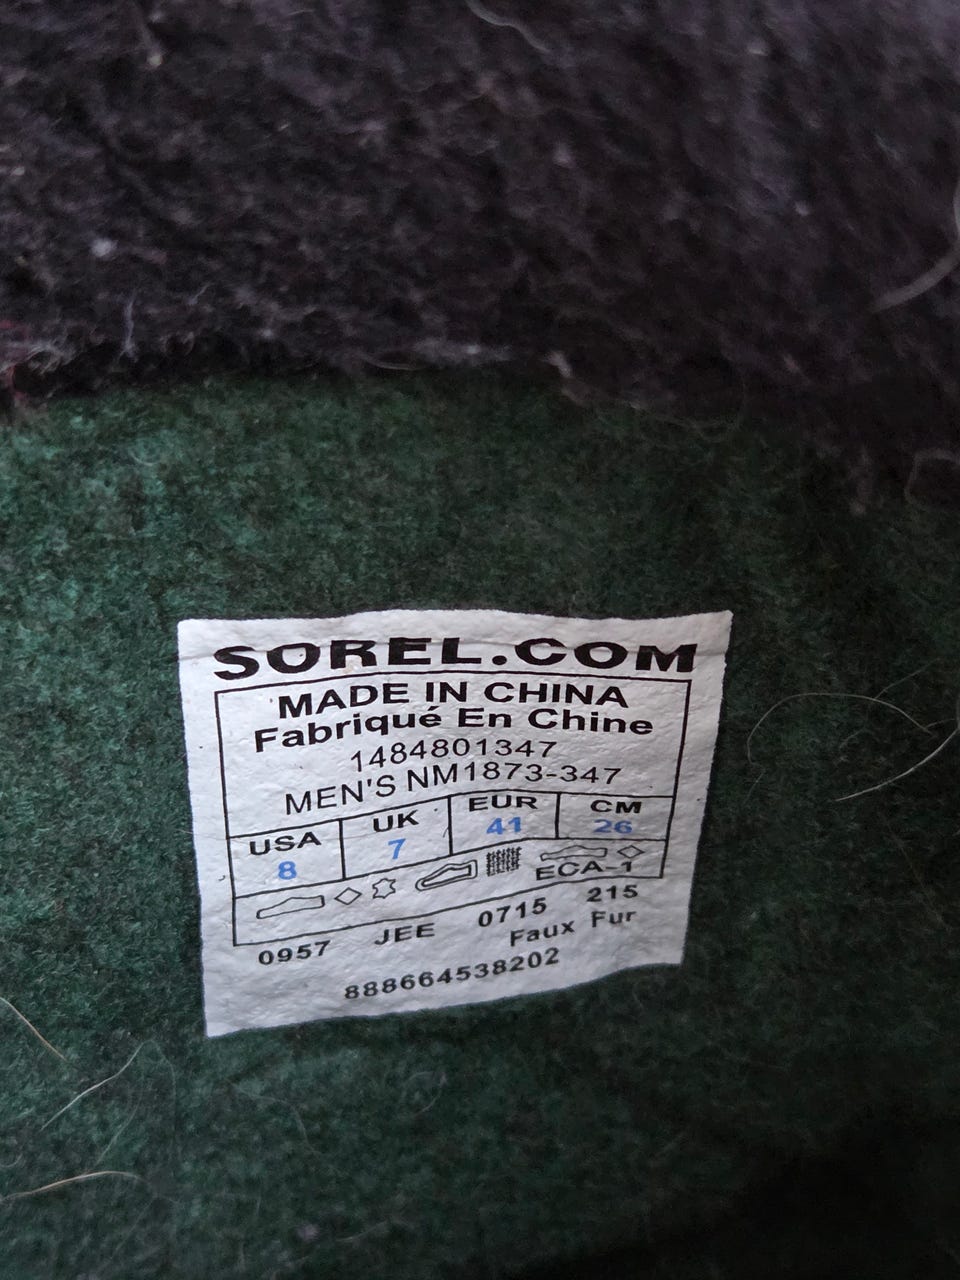 SOREL.COM
MADE IN CHINA
Fabriqué En Chine
1484801347
MEN'S NM1873-347
USA UK EUR CM
8 7 41 26
ECA-1
0957 JEE 0715 215
Faux Fur
888664538202